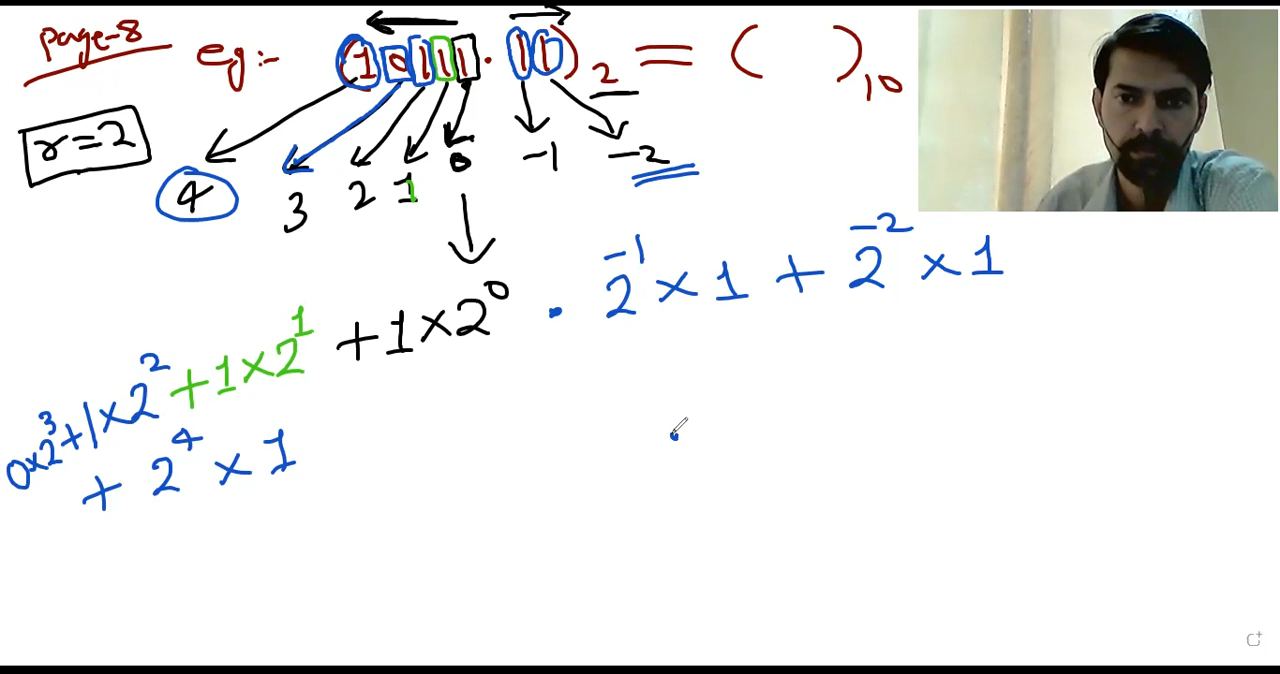 page-8
eg:- (10111.11)₂ = ( )₁₀
r=2
4 3 2 1 0 -1 -2
0×2³+1×2² +1×2¹ +1×2⁰ . 2⁻¹×1 + 2⁻²×1
+ 2⁴ × 1